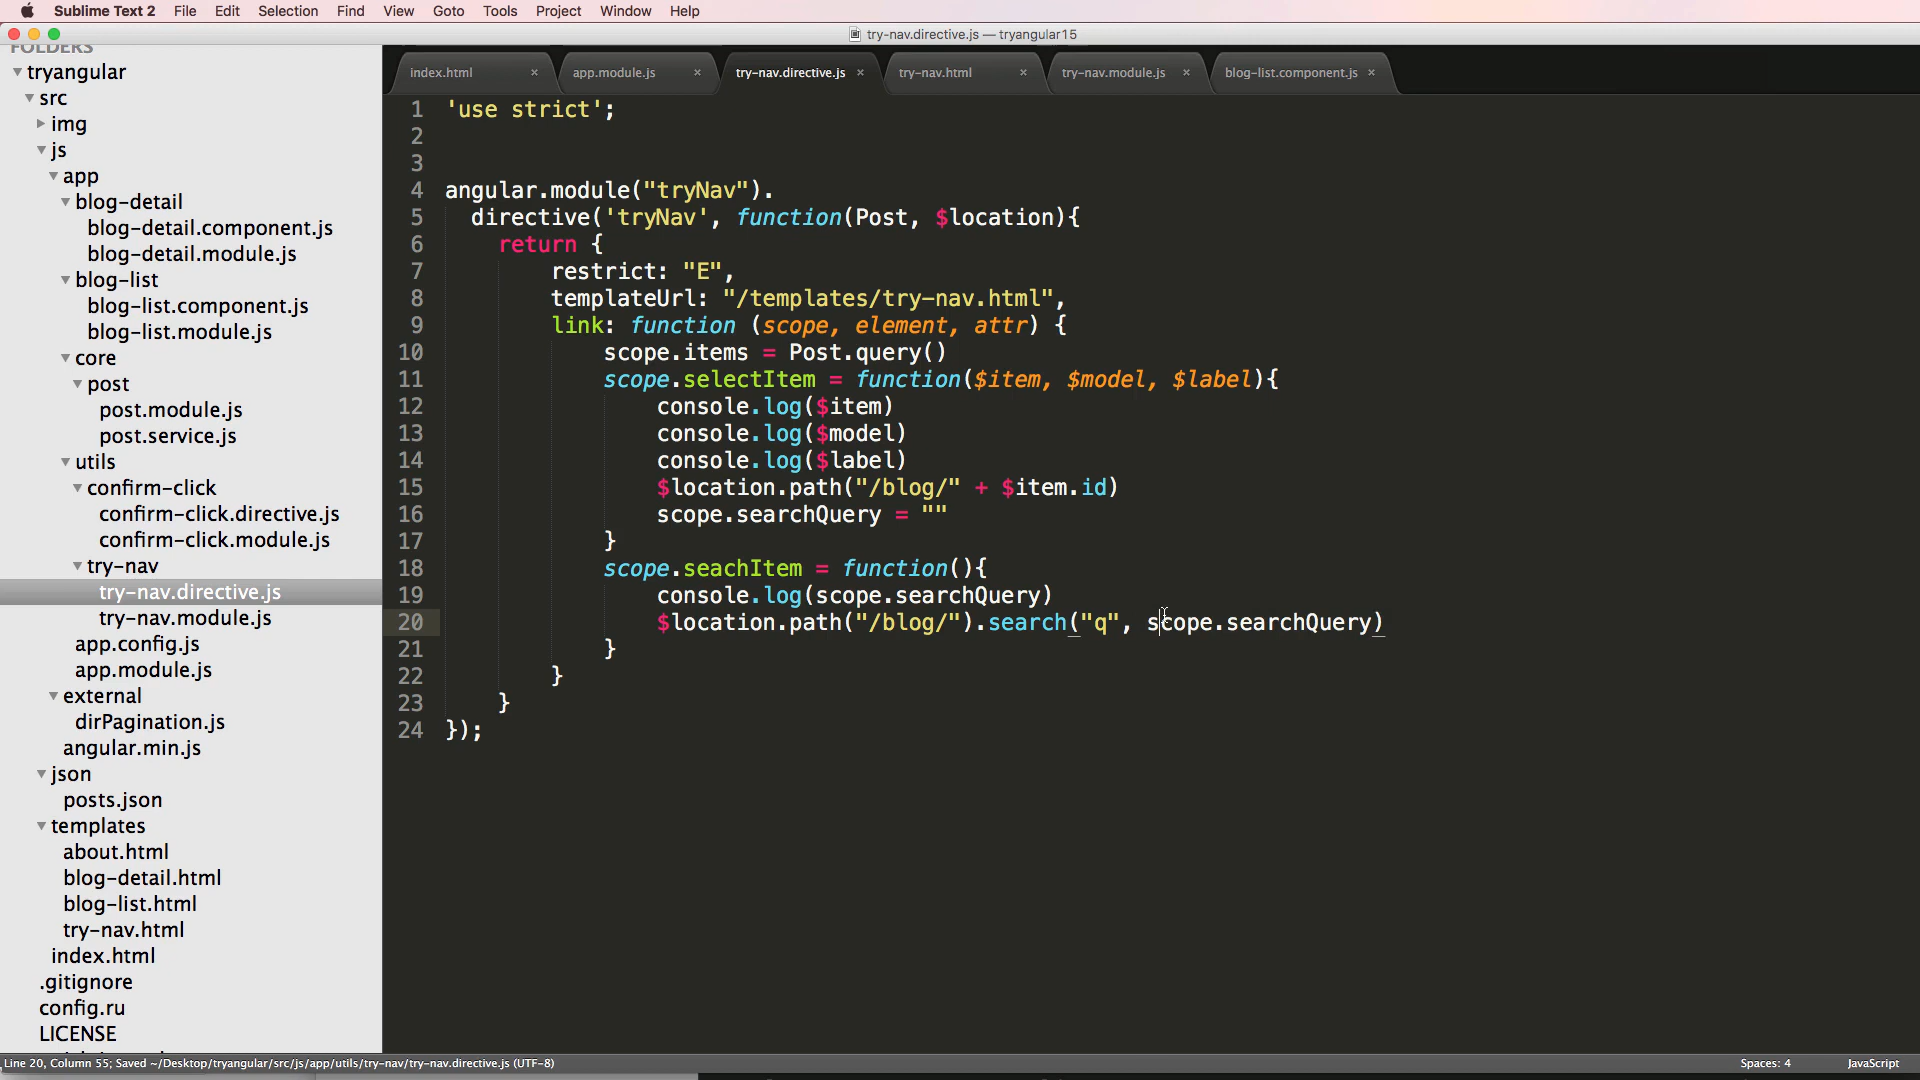 Sublime Text 2 File Edit Selection Find View Goto Tools Project Window Help
try-nav.directive.js — tryangular15
FOLDERS
tryangular
src
img
js
app
blog-detail
blog-detail.component.js
blog-detail.module.js
blog-list
blog-list.component.js
blog-list.module.js
core
post
post.module.js
post.service.js
utils
confirm-click
confirm-click.directive.js
confirm-click.module.js
try-nav
try-nav.directive.js
try-nav.module.js
app.config.js
app.module.js
external
dirPagination.js
angular.min.js
json
posts.json
templates
about.html
blog-detail.html
blog-list.html
try-nav.html
index.html
.gitignore
config.ru
LICENSE
index.html × app.module.js × try-nav.directive.js × try-nav.html × try-nav.module.js × blog-list.component.js ×
1 'use strict';
2
3
4 angular.module("tryNav").
5 directive('tryNav', function(Post, $location){
6 return {
7 restrict: "E",
8 templateUrl: "/templates/try-nav.html",
9 link: function (scope, element, attr) {
10 scope.items = Post.query()
11 scope.selectItem = function($item, $model, $label){
12 console.log($item)
13 console.log($model)
14 console.log($label)
15 $location.path("/blog/" + $item.id)
16 scope.searchQuery = ""
17 }
18 scope.seachItem = function(){
19 console.log(scope.searchQuery)
20 $location.path("/blog/").search("q", scope.searchQuery)
21 }
22 }
23 }
24 });
Line 20, Column 55; Saved ~/Desktop/tryangular/src/js/app/utils/try-nav/try-nav.directive.js (UTF-8) Spaces: 4 JavaScript